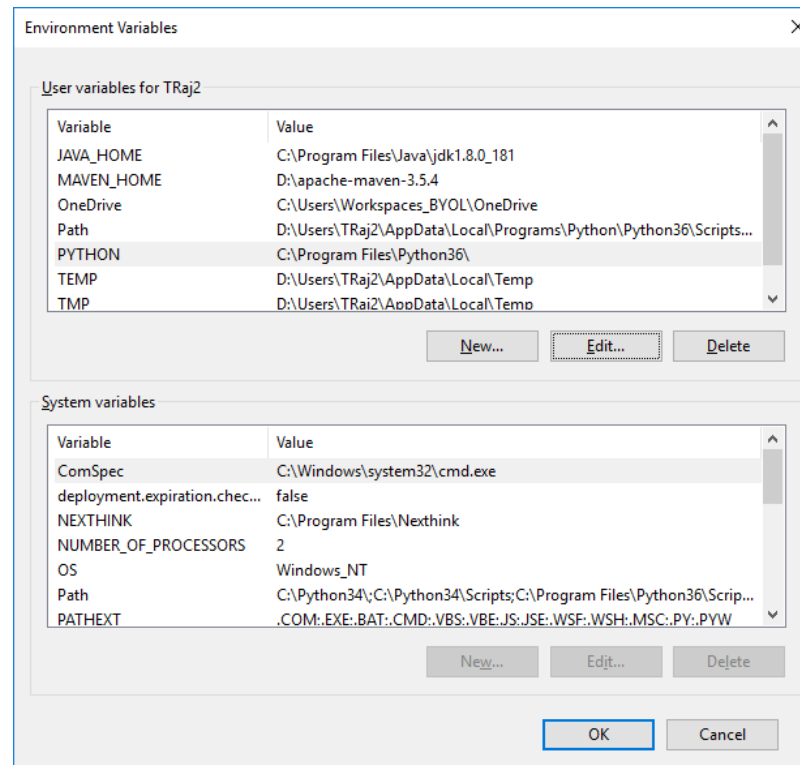 Environment Variables
User variables for TRaj2
Variable Value
JAVA_HOME C:\Program Files\Java\jdk1.8.0_181
MAVEN_HOME D:\apache-maven-3.5.4
OneDrive C:\Users\Workspaces_BYOL\OneDrive
Path D:\Users\TRaj2\AppData\Local\Programs\Python\Python36\Scripts...
PYTHON C:\Program Files\Python36\
TEMP D:\Users\TRaj2\AppData\Local\Temp
TMP D:\Users\TRaj2\AppData\Local\Temp
New... Edit... Delete
System variables
Variable Value
ComSpec C:\Windows\system32\cmd.exe
deployment.expiration.chec... false
NEXTHINK C:\Program Files\Nexthink
NUMBER_OF_PROCESSORS 2
OS Windows_NT
Path C:\Python34\;C:\Python34\Scripts;C:\Program Files\Python36\Scrip...
PATHEXT .COM;.EXE;.BAT;.CMD;.VBS;.VBE;.JS;.JSE;.WSF;.WSH;.MSC;.PY;.PYW
New... Edit... Delete
OK Cancel